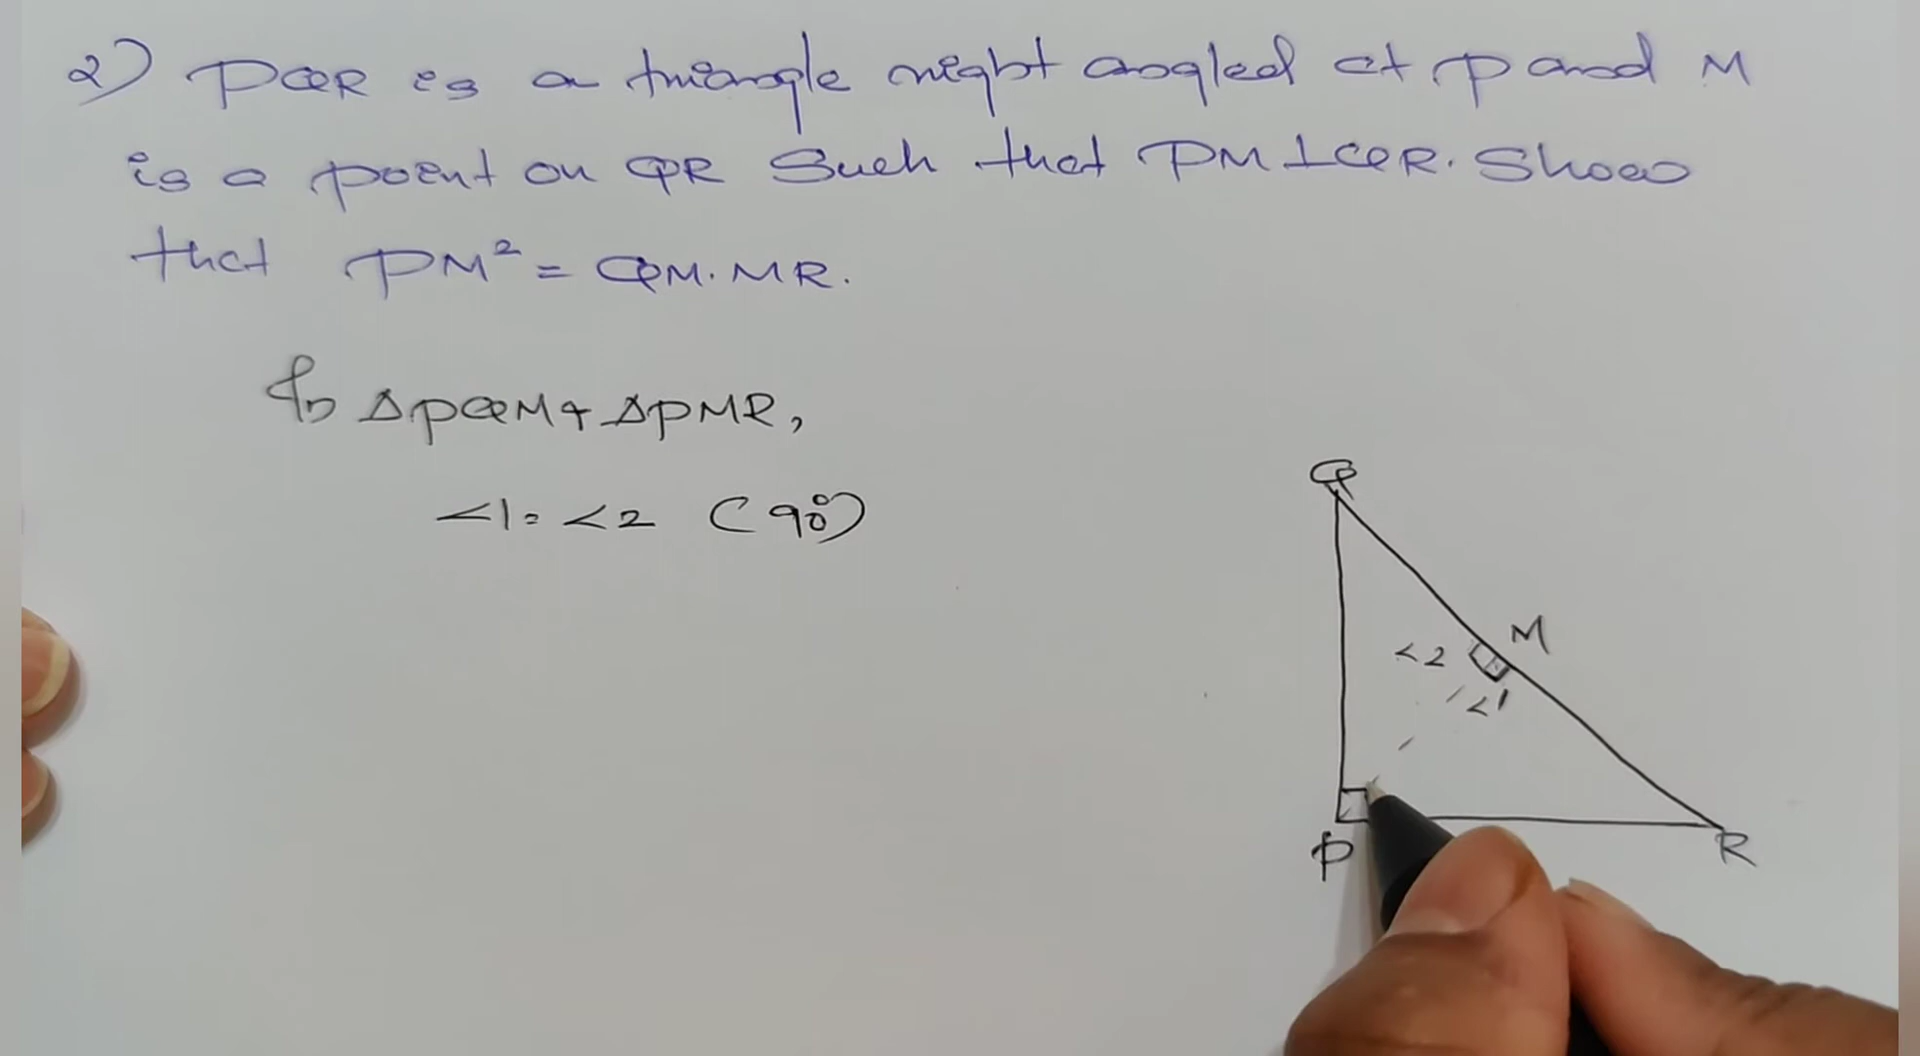 2) PQR is a triangle right angled at P and M
is a point on QR such that PM ⊥ QR. Show
that PM² = QM.MR.
In ΔPQM & ΔPMR,
<1 = <2 (90°)
Q
M
<2
<1
P
R